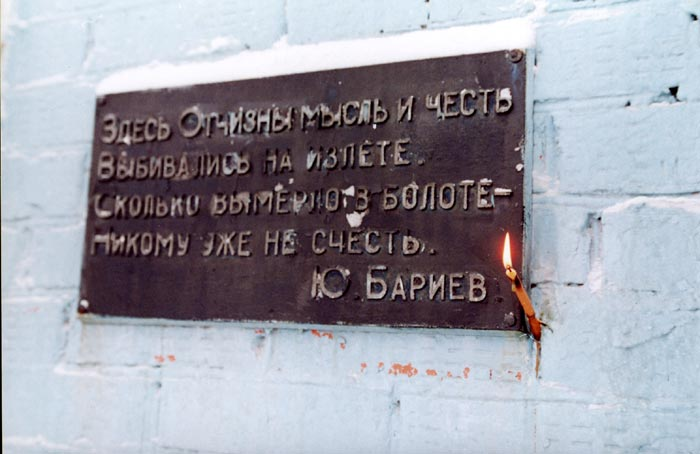 Здесь Отчизны мысль и честь
Выбивались на излете.
Сколько вымерло в болоте-
Никому уже не счесть.
Ю. Бариев